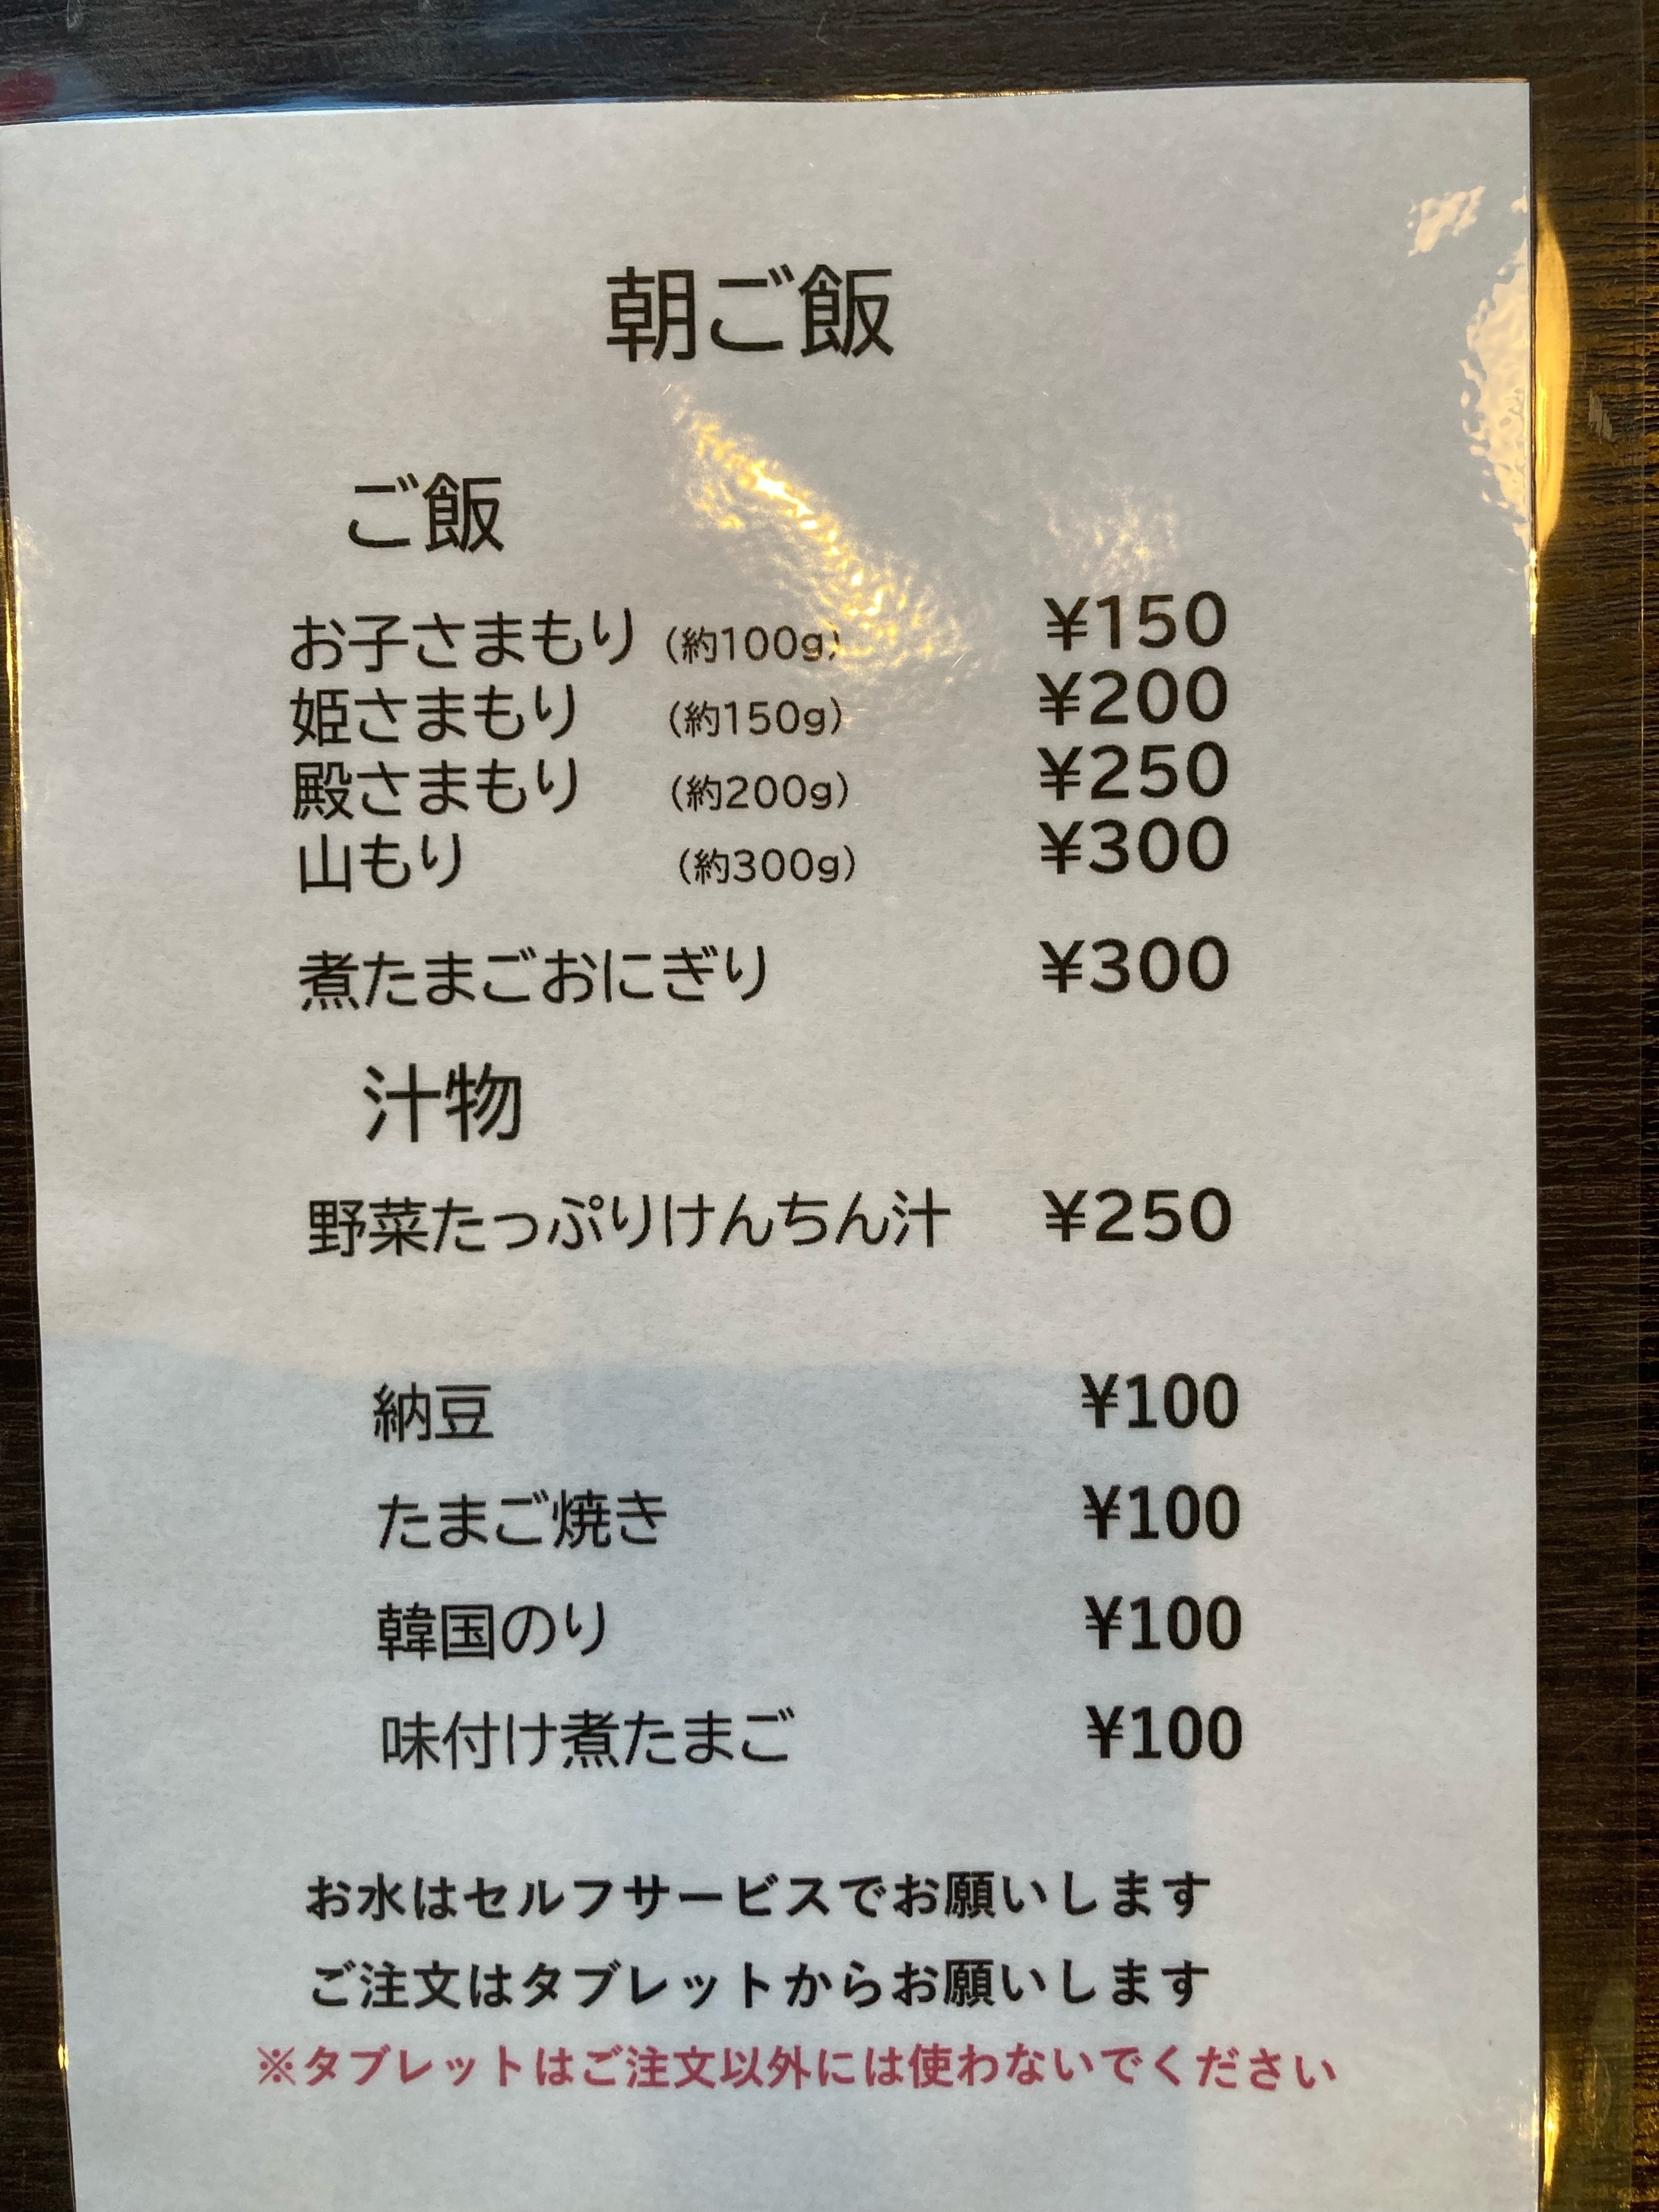 朝ご飯
ご飯
お子さまもり (約100g) ¥150
姫さまもり (約150g) ¥200
殿さまもり (約200g) ¥250
山もり (約300g) ¥300
煮たまごおにぎり ¥300
汁物
野菜たっぷりけんちん汁 ¥250
納豆 ¥100
たまご焼き ¥100
韓国のり ¥100
味付け煮たまご ¥100
お水はセルフサービスでお願いします
ご注文はタブレットからお願いします
※タブレットはご注文以外には使わないでください